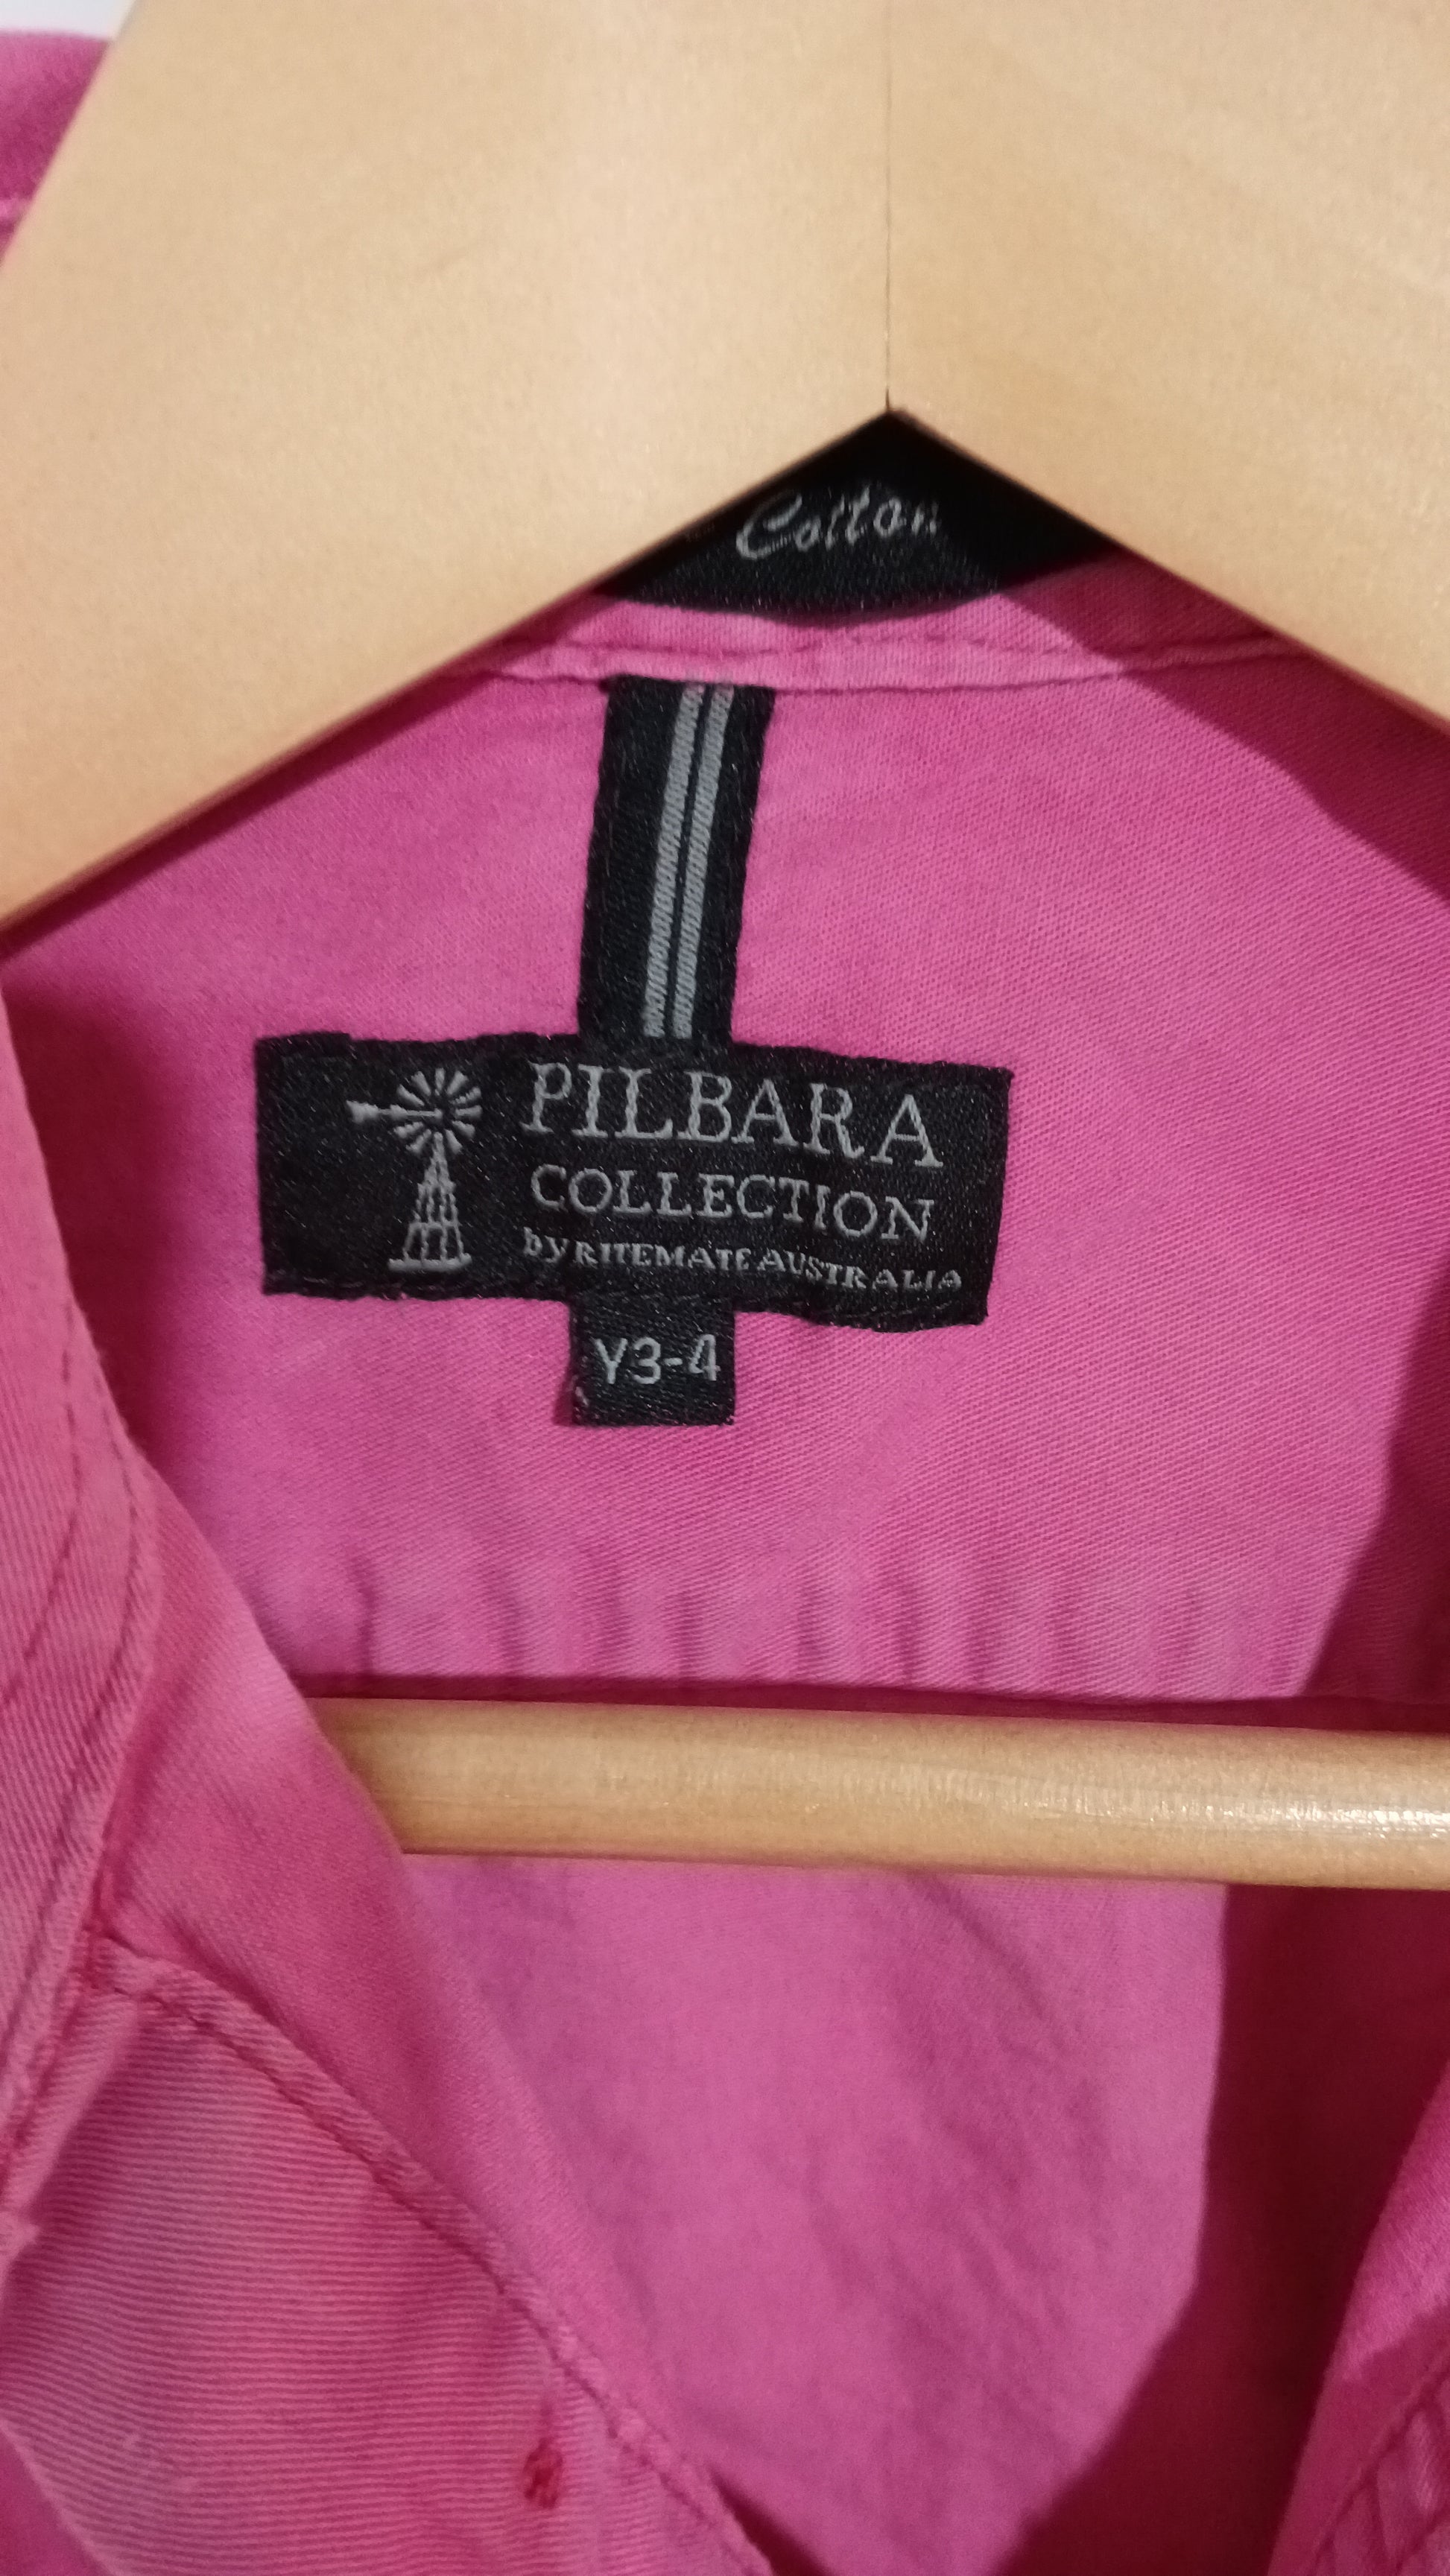 Cotton
PILBARA
COLLECTION
by RITEMATE AUSTRALIA
Y3-4